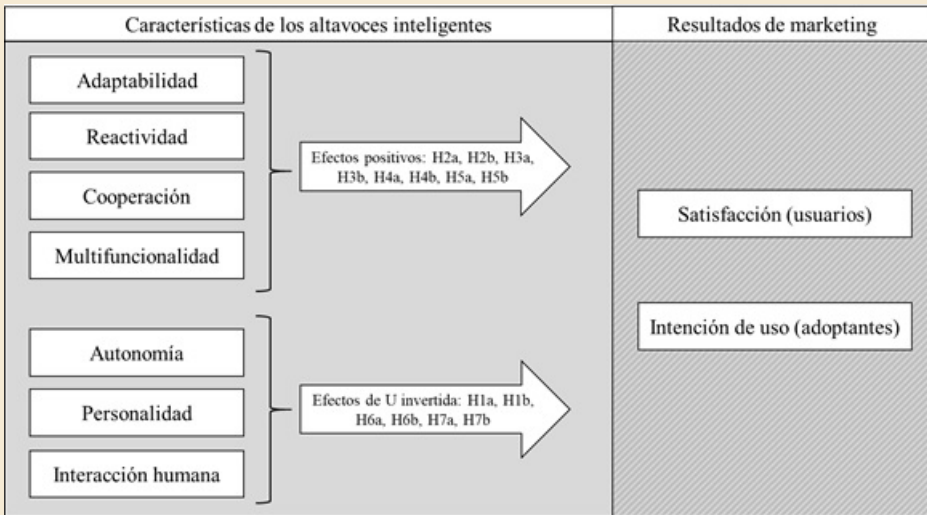 Características de los altavoces inteligentes
Resultados de marketing
Adaptabilidad
Reactividad
Cooperación
Multifuncionalidad
Efectos positivos: H2a, H2b, H3a,
H3b, H4a, H4b, H5a, H5b
Autonomía
Personalidad
Interacción humana
Efectos de U invertida: H1a, H1b,
H6a, H6b, H7a, H7b
Satisfacción (usuarios)
Intención de uso (adoptantes)